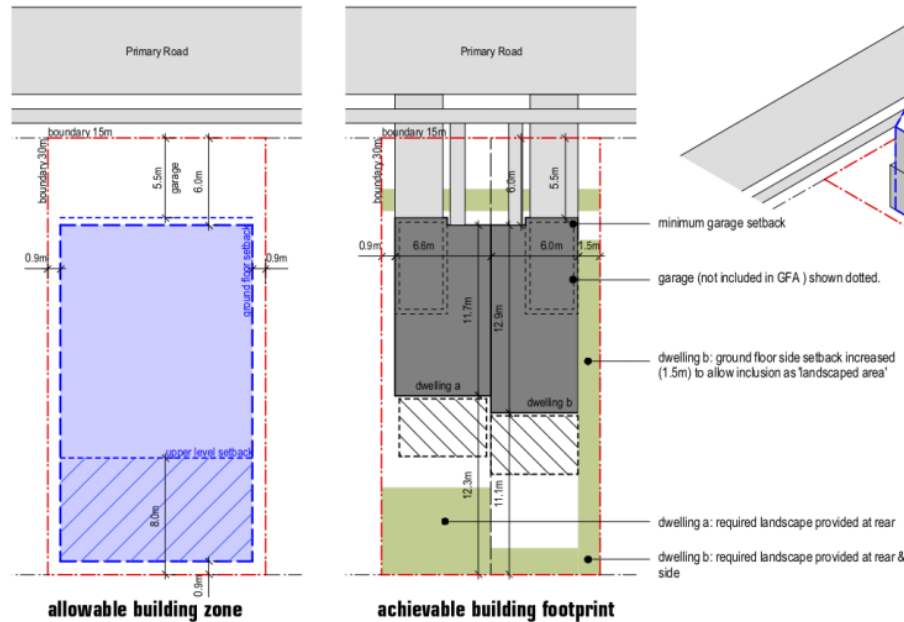 Primary Road
Primary Road
boundary 15m
boundary 15m
boundary 30m
boundary 30m
5.5m
garage
6.0m
6.0m
5.5m
minimum garage setback
0.9m
0.9m
ground floor setback
0.9m
6.6m
6.0m
1.5m
garage (not included in GFA ) shown dotted.
11.7m
12.9m
dwelling b: ground floor side setback increased
(1.5m) to allow inclusion as 'landscaped area'
dwelling a
dwelling b
upper level setback
8.0m
12.3m
11.1m
dwelling a: required landscape provided at rear
dwelling b: required landscape provided at rear &
side
0.9m
allowable building zone
achievable building footprint